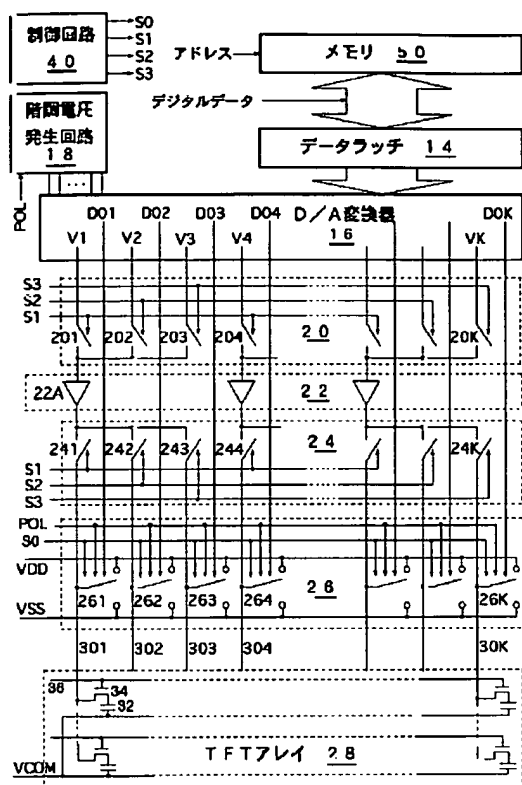 制御回路
40
S0
S1
S2
S3
アドレス
メモリ 50
デジタルデータ
階調電圧
発生回路
18
データラッチ 14
POL
D01 D02 D03 D04 D/A変換器 D0K
16
V1 V2 V3 V4 VK
S3
S2
S1
201 202 203 204 20 20K
22A 22
241 242 243 244 24 24K
S1
S2
S3
POL
S0
VDD
261 262 263 264 26 26K
VSS
301 302 303 304 30K
36 34
32
TFTアレイ 28
VCOM